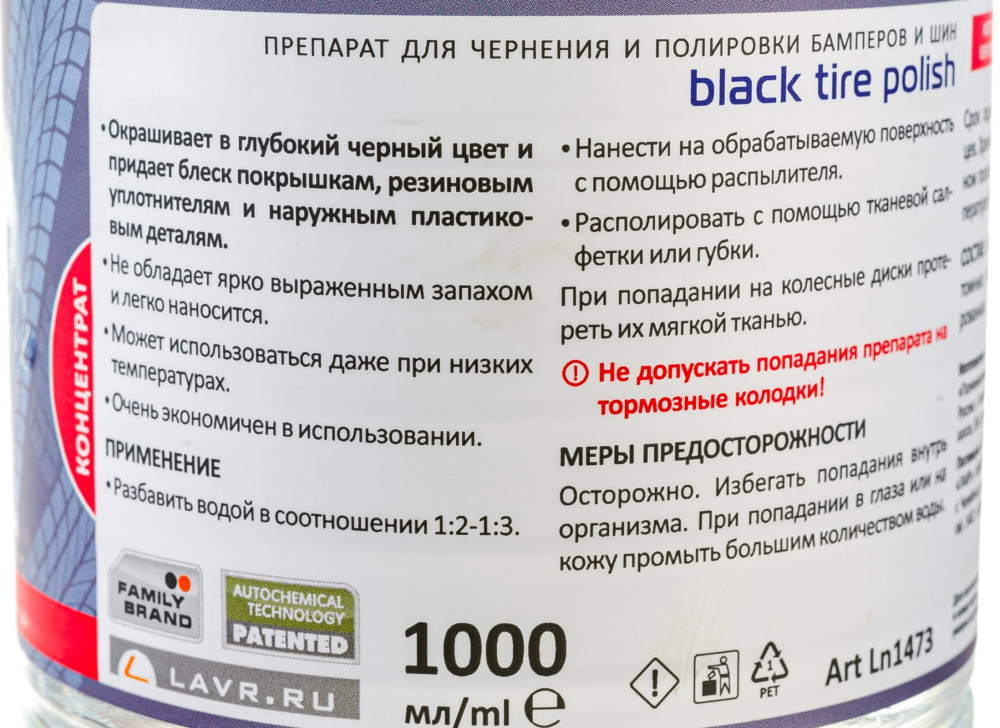 ПРЕПАРАТ ДЛЯ ЧЕРНЕНИЯ И ПОЛИРОВКИ БАМПЕРОВ И ШИН
black tire polish
•Окрашивает в глубокий черный цвет и
придает блеск покрышкам, резиновым
уплотнителям и наружным пластико-
вым деталям.
•Не обладает ярко выраженным запахом
и легко наносится.
•Может использоваться даже при низких
температурах.
•Очень экономичен в использовании.
ПРИМЕНЕНИЕ
•Разбавить водой в соотношении 1:2-1:3.
•Нанести на обрабатываемую поверхность
с помощью распылителя.
•Располировать с помощью тканевой сал-
фетки или губки.
При попадании на колесные диски проте-
реть их мягкой тканью.
Не допускать попадания препарата на
тормозные колодки!
МЕРЫ ПРЕДОСТОРОЖНОСТИ
Осторожно. Избегать попадания внутрь
организма. При попадании в глаза или на
кожу промыть большим количеством воды.
КОНЦЕНТРАТ
FAMILY
BRAND
AUTOCHEMICAL
TECHNOLOGY
PATENTED
LAVR.RU
1000
мл/ml ℮
1
PET
Art Ln1473
Срок